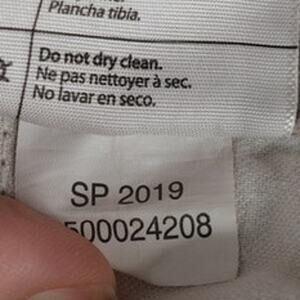 Plancha tibia.
Do not dry clean.
Ne pas nettoyer à sec.
No lavar en seco.
SP 2019
500024208